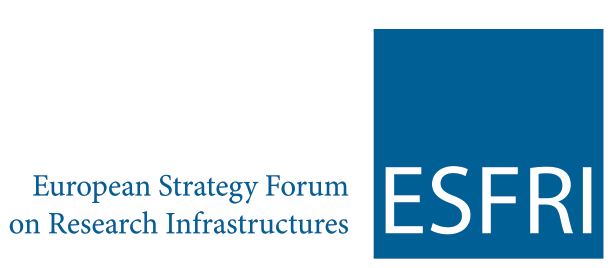 European Strategy Forum
on Research Infrastructures
ESFRI